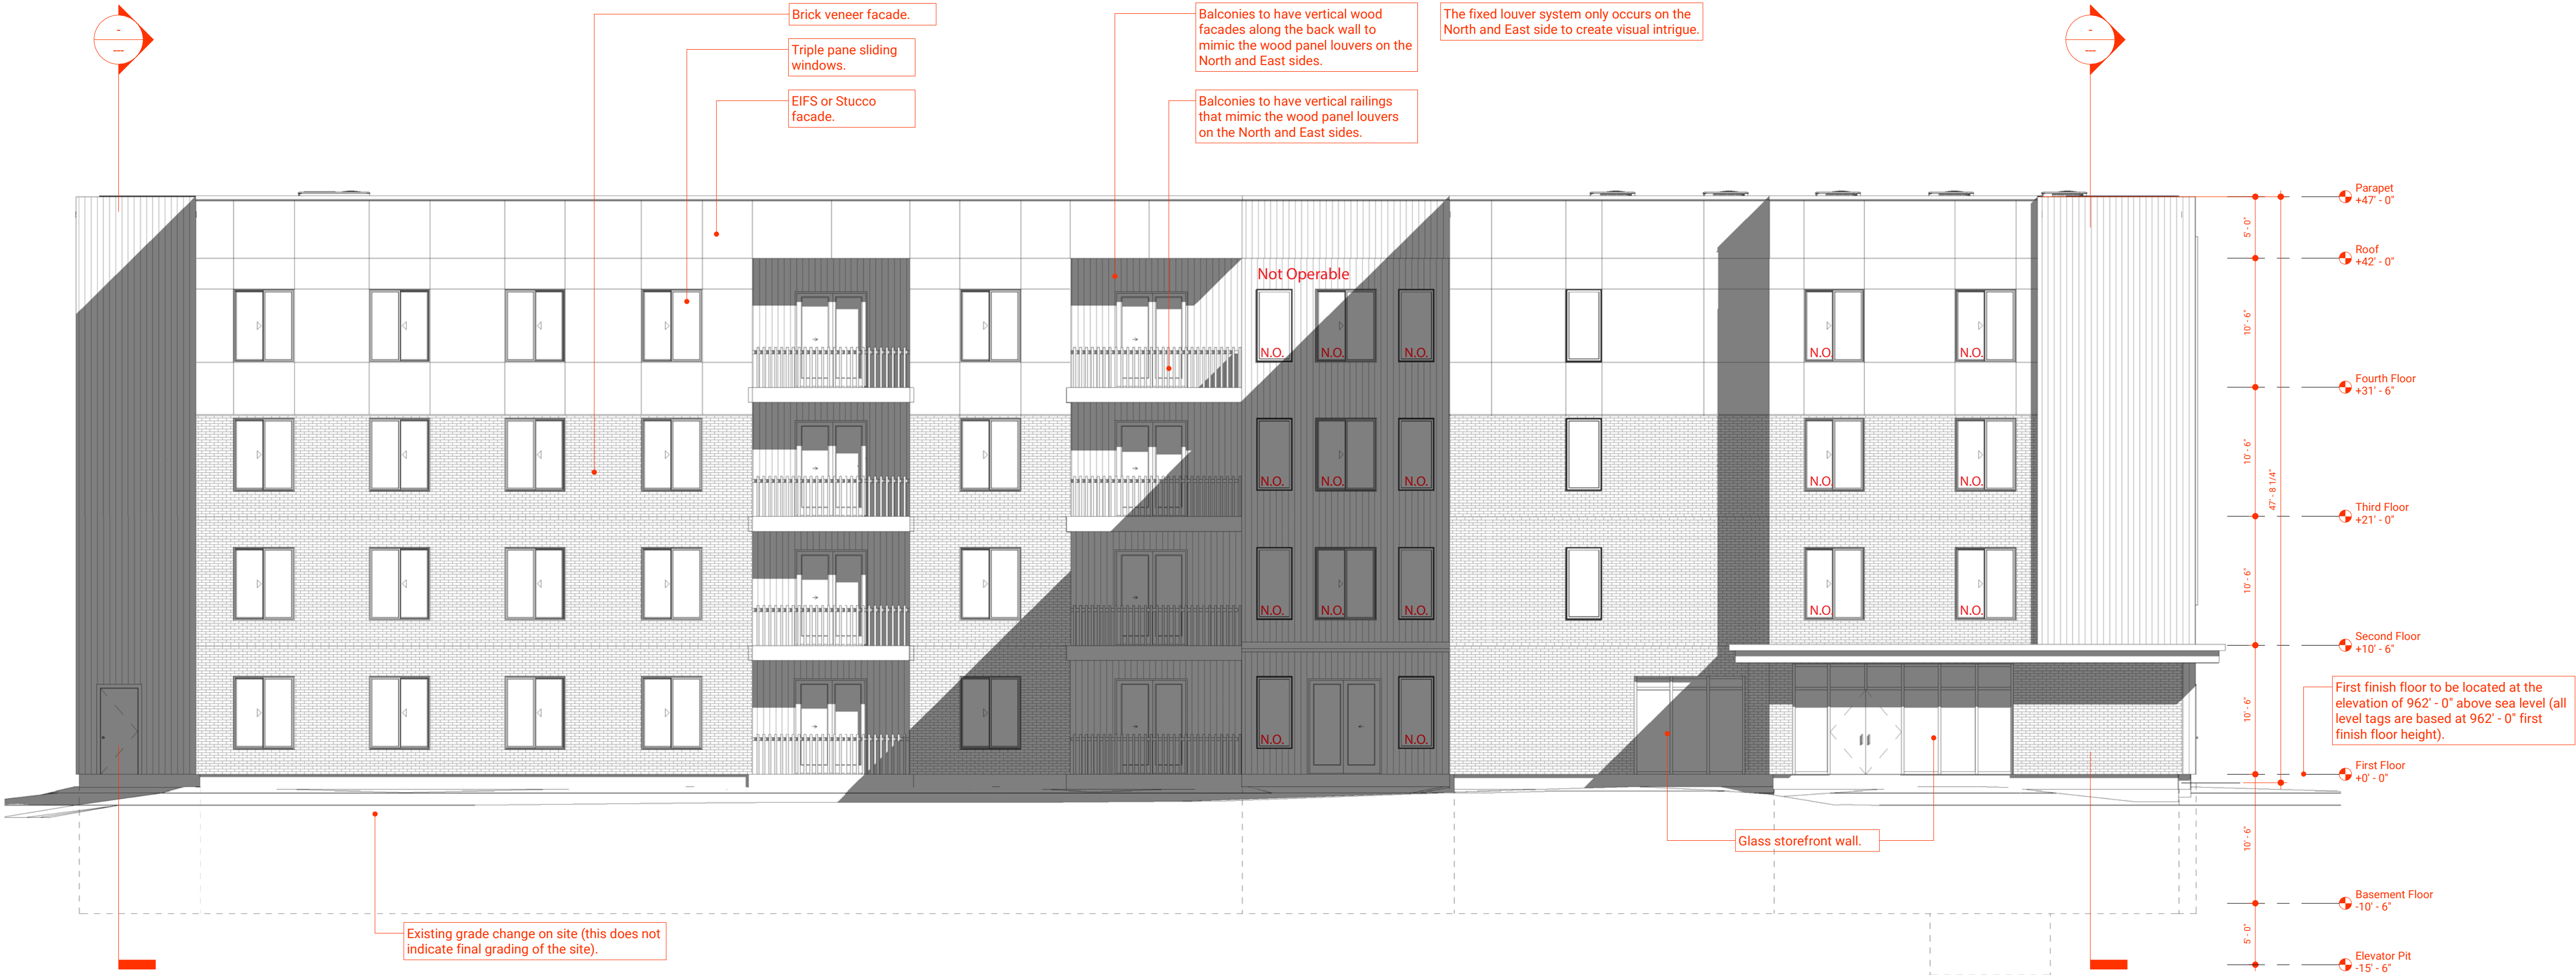 Brick veneer facade.
Triple pane sliding
windows.
EIFS or Stucco
facade.
Balconies to have vertical wood
facades along the back wall to
mimic the wood panel louvers on the
North and East sides.
Balconies to have vertical railings
that mimic the wood panel louvers
on the North and East sides.
The fixed louver system only occurs on the
North and East side to create visual intrigue.
-
---
-
---
Parapet
+47' - 0"
5' - 0"
Roof
+42' - 0"
Not Operable
10' - 6"
N.O.
N.O.
N.O.
N.O.
N.O.
Fourth Floor
+31' - 6"
10' - 6"
N.O.
N.O.
N.O.
N.O.
N.O.
47' - 8 1/4"
Third Floor
+21' - 0"
10' - 6"
N.O.
N.O.
N.O.
N.O.
N.O.
Second Floor
+10' - 6"
10' - 6"
N.O.
N.O.
First finish floor to be located at the
elevation of 962' - 0" above sea level (all
level tags are based at 962' - 0" first
finish floor height).
First Floor
+0' - 0"
Glass storefront wall.
10' - 6"
Basement Floor
-10' - 6"
Existing grade change on site (this does not
indicate final grading of the site).
5' - 0"
Elevator Pit
-15' - 6"